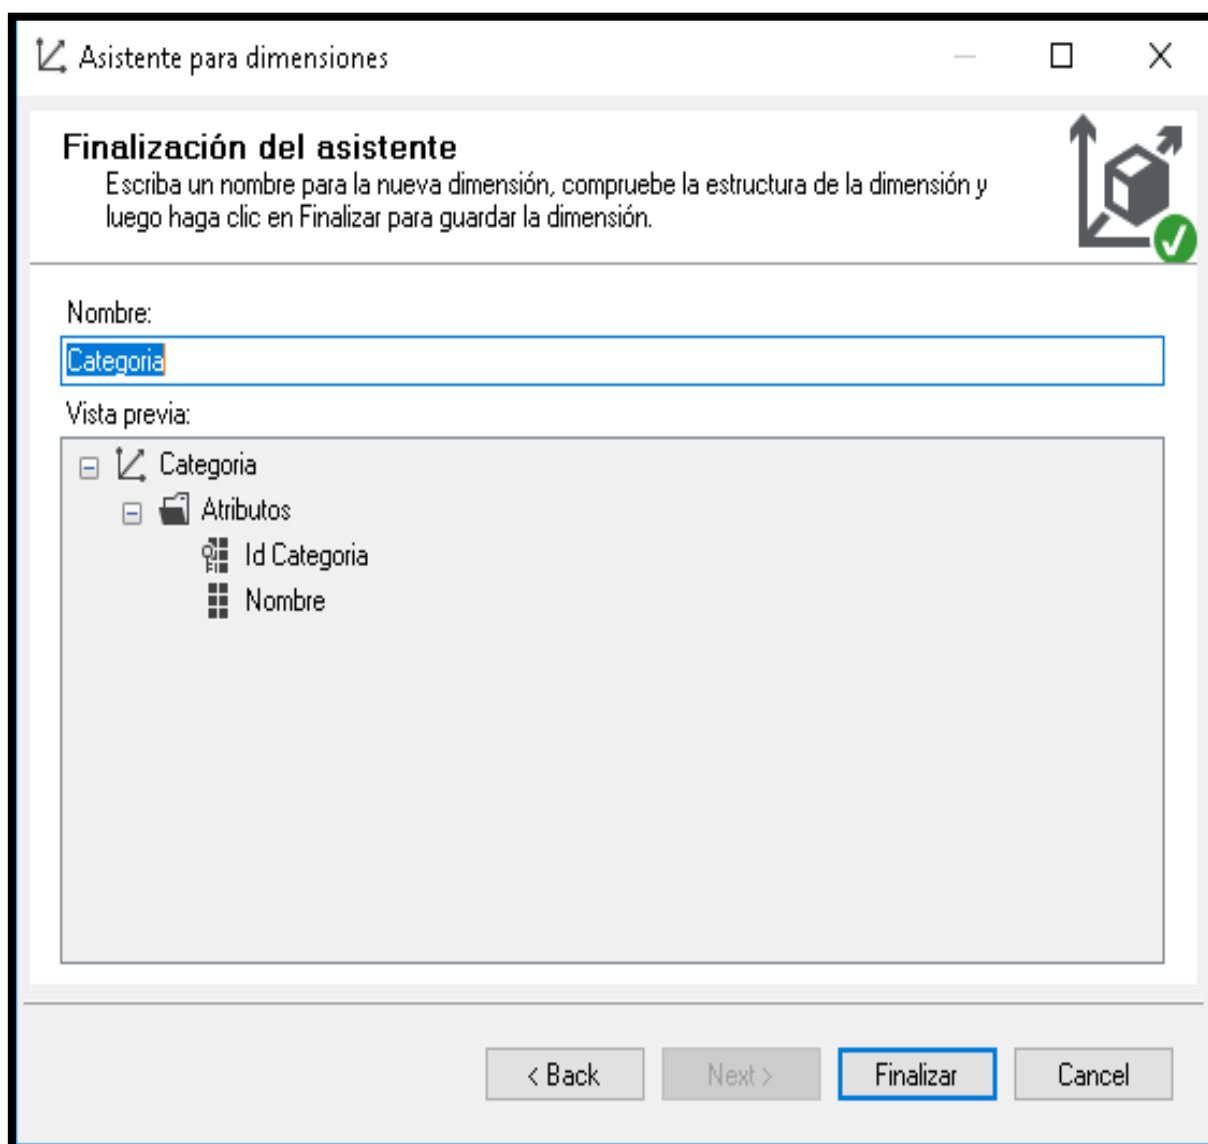 Asistente para dimensiones
Finalización del asistente
Escriba un nombre para la nueva dimensión, compruebe la estructura de la dimensión y
luego haga clic en Finalizar para guardar la dimensión.
Nombre:
Categoria
Vista previa:
Categoria
Atributos
Id Categoria
Nombre
< Back Next > Finalizar Cancel